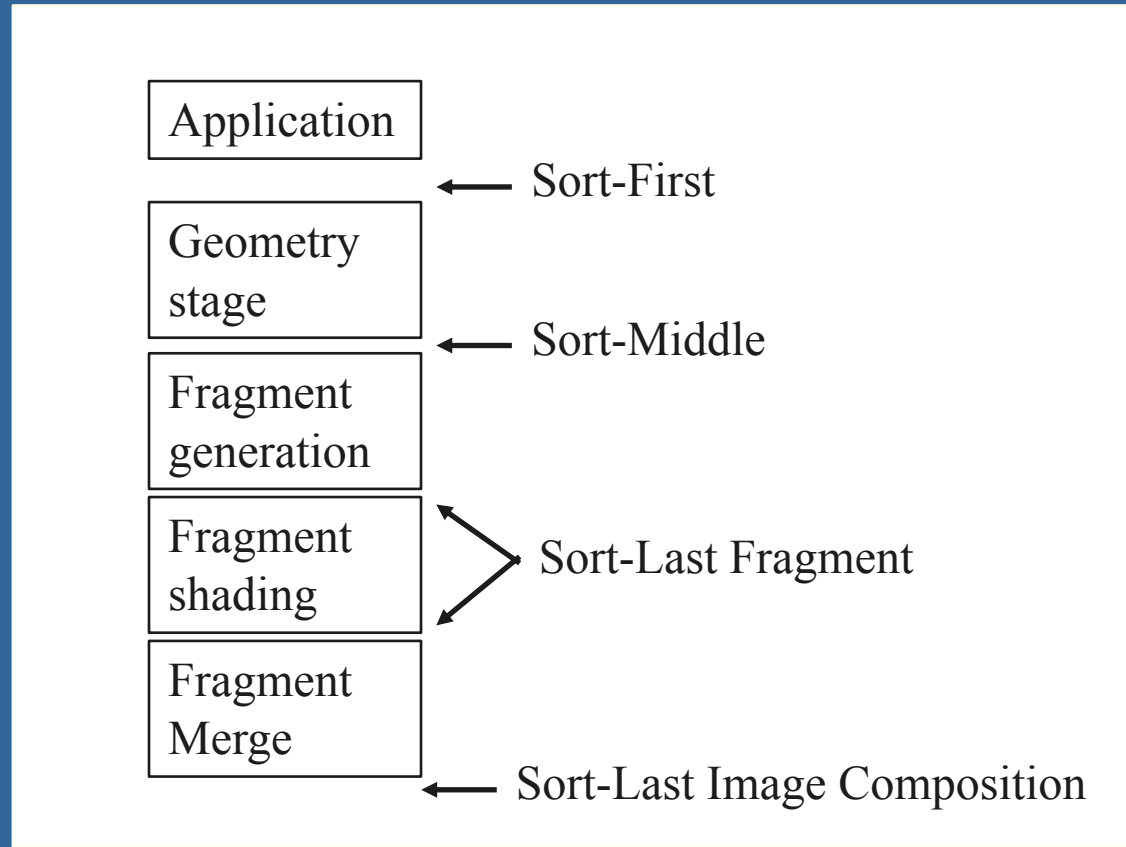 Application
Sort-First
Geometry
stage
Sort-Middle
Fragment
generation
Fragment
shading
Sort-Last Fragment
Fragment
Merge
Sort-Last Image Composition